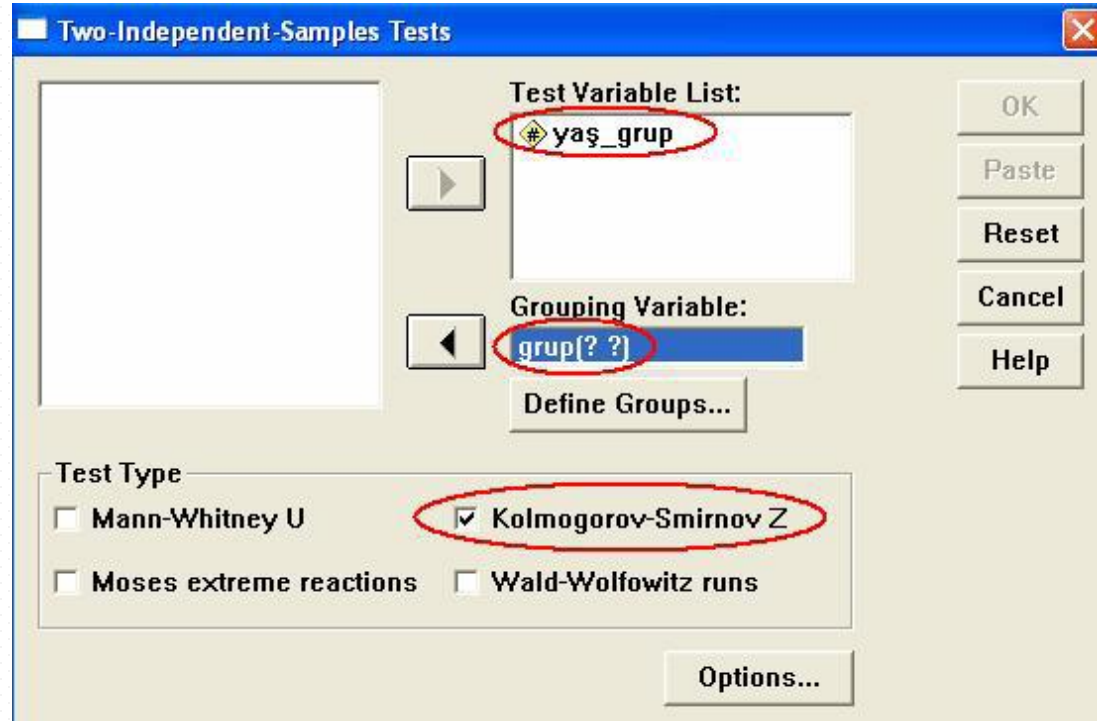 Two-Independent-Samples Tests
Test Variable List:
# yaş_grup
OK
Paste
Reset
Cancel
Help
Grouping Variable:
grup(? ?)
Define Groups...
Test Type
Mann-Whitney U
Kolmogorov-Smirnov Z
Moses extreme reactions
Wald-Wolfowitz runs
Options...